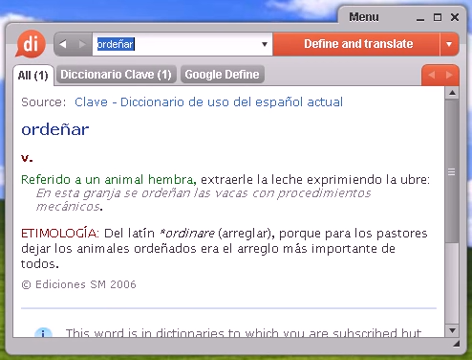 Menu
di
ordeñar
Define and translate
All (1)
Diccionario Clave (1)
Google Define
Source: Clave - Diccionario de uso del español actual
ordeñar
v.
Referido a un animal hembra, extraerle la leche exprimiendo la ubre:
En esta granja se ordeñan las vacas con procedimientos
mecánicos.
ETIMOLOGÍA: Del latín *ordinare (arreglar), porque para los pastores
dejar los animales ordeñados era el arreglo más importante de
todos.
© Ediciones SM 2006
i
This word is in dictionaries to which you are subscribed but